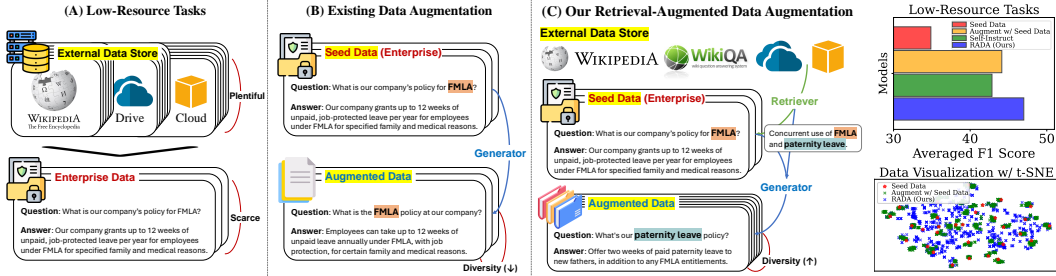 (A) Low-Resource Tasks
External Data Store
WIKIPEDIA
The Free Encyclopedia
Drive
Cloud
Plentiful
Enterprise Data
Question: What is our company's policy for FMLA?
Answer: Our company grants up to 12 weeks of
unpaid, job-protected leave per year for employees
under FMLA for specified family and medical reasons.
Scarce
(B) Existing Data Augmentation
Seed Data (Enterprise)
Question: What is our company's policy for FMLA?
Answer: Our company grants up to 12 weeks of
unpaid, job-protected leave per year for employees
under FMLA for specified family and medical reasons.
Generator
Augmented Data
Question: What is the FMLA policy at our company?
Answer: Employees can take up to 12 weeks of
unpaid leave annually under FMLA, with job
protection, for certain family and medical reasons.
Diversity (↓)
(C) Our Retrieval-Augmented Data Augmentation
External Data Store
WIKIPEDIA
WikiQA
Retriever
Seed Data (Enterprise)
Question: What is our company's policy for FMLA?
Answer: Our company grants up to 12 weeks of
unpaid, job-protected leave per year for employees
under FMLA for specified family and medical reasons.
Concurrent use of FMLA
and paternity leave.
Generator
Augmented Data
Question: What's our paternity leave policy?
Answer: Offer two weeks of paid paternity leave to
new fathers, in addition to any FMLA entitlements.
Diversity (↑)
Low-Resource Tasks
Seed Data
Augment w/ Seed Data
Self-Instruct
RADA (Ours)
Models
30 40 50
Averaged F1 Score
Data Visualization w/ t-SNE
Seed Data
Augment w/ Seed Data
RADA (Ours)